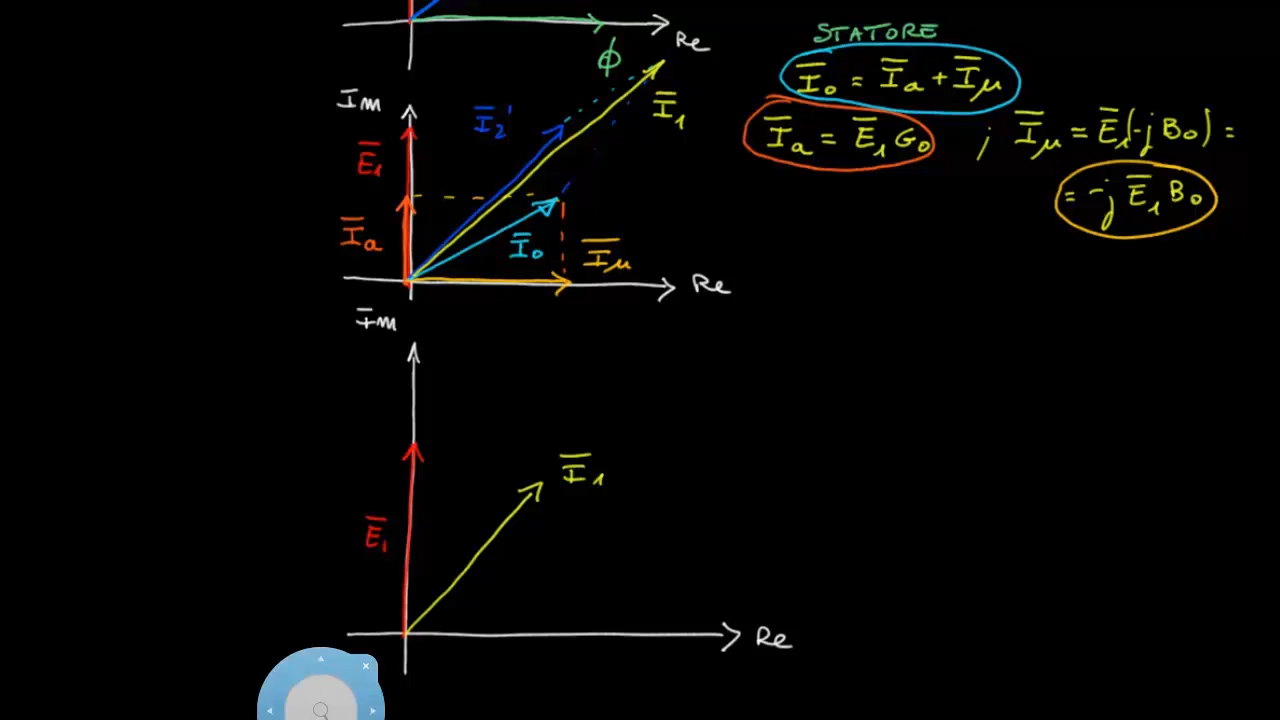 Re
STATORE
ϕ
I̅₀ = I̅a + I̅μ
Im
I̅₁
I̅₂'
E̅₁
I̅a = E̅₁ G₀ ; I̅μ = E̅₁(-j B₀) =
= -j E̅₁ B₀
I̅a
I̅₀
I̅μ
Re
Im
I̅₁
E̅₁
Re